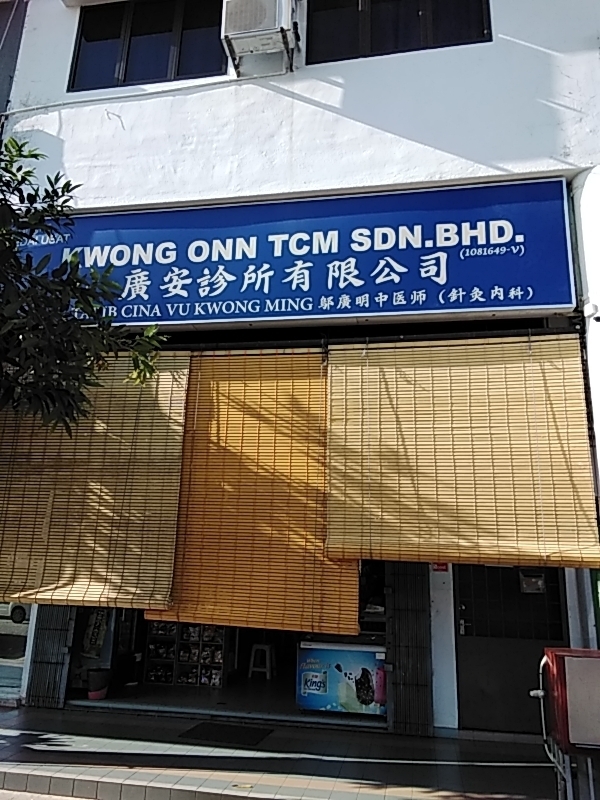 KWONG ONN TCM SDN.BHD.
(1081649-V)
廣安診所有限公司
CINA VU KWONG MING 鄔廣明中医师（針灸内科）
King's